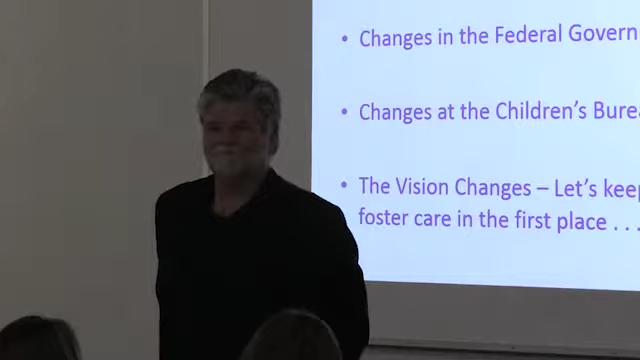 • Changes in the Federal Govern
• Changes at the Children's Bure
• The Vision Changes – Let's keep
foster care in the first place . . .